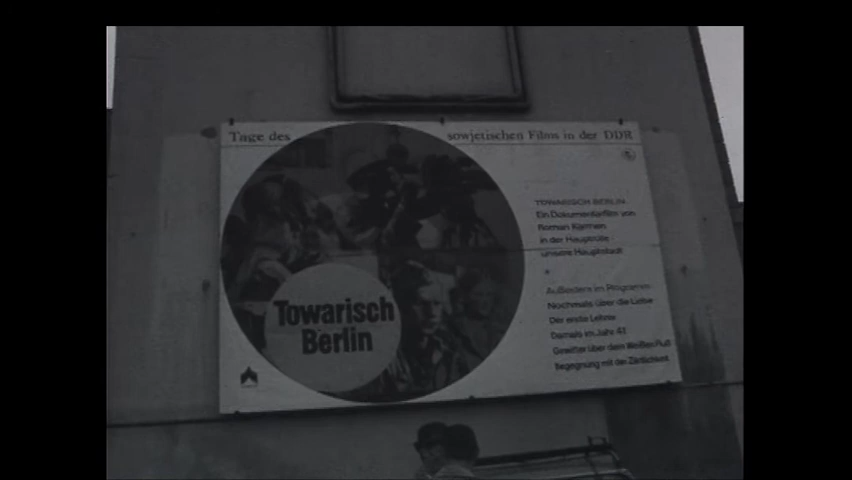 Tage des sowjetischen Films in der DDR
Towarisch
Berlin
TOWARISCH BERLIN
Ein Dokumentarfilm von
Roman Karmen
in der Hauptrolle
unsere Hauptstadt
Außerdem im Programm
Nochmals über die Liebe
Der erste Lehrer
Damals im Jahr 41
Gewitter über dem Weißen Fluß
Begegnung mit der Zärtlichkeit